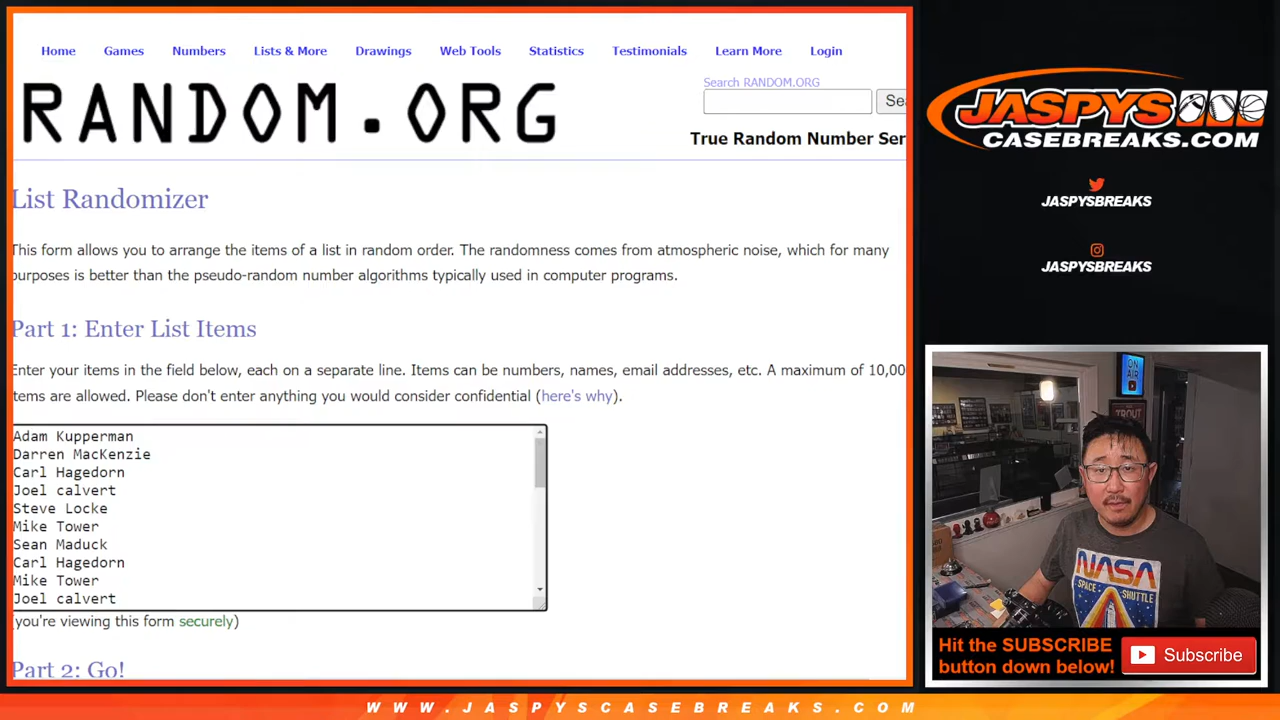 Home Games Numbers Lists & More Drawings Web Tools Statistics Testimonials Learn More Login
RANDOM.ORG
Search RANDOM.ORG
Sea
True Random Number Ser
List Randomizer
This form allows you to arrange the items of a list in random order. The randomness comes from atmospheric noise, which for many
purposes is better than the pseudo-random number algorithms typically used in computer programs.
Part 1: Enter List Items
Enter your items in the field below, each on a separate line. Items can be numbers, names, email addresses, etc. A maximum of 10,00
items are allowed. Please don't enter anything you would consider confidential (here's why).
Adam Kupperman
Darren MacKenzie
Carl Hagedorn
Joel calvert
Steve Locke
Mike Tower
Sean Maduck
Carl Hagedorn
Mike Tower
Joel calvert
(you're viewing this form securely)
Part 2: Go!
JASPYS
CASEBREAKS.COM
JASPYSBREAKS
JASPYSBREAKS
ON
AIR
TROUT
NASA
SPACE SHUTTLE
Hit the SUBSCRIBE
button down below!
Subscribe
WWW.JASPYSCASEBREAKS.COM